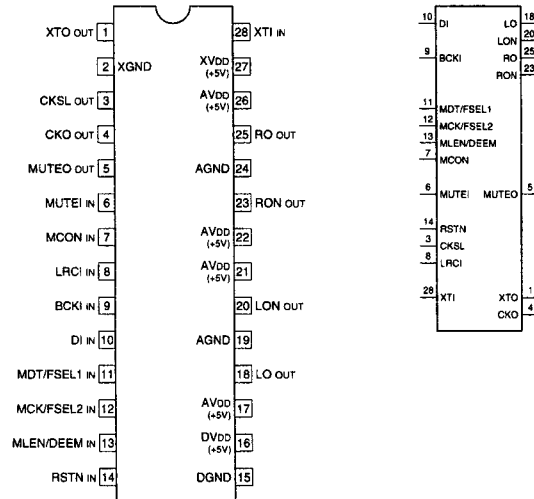 XTO OUT 1
28 XTI IN
2 XGND
XVDD (+5V) 27
CKSL OUT 3
AVDD (+5V) 26
CKO OUT 4
25 RO OUT
MUTEO OUT 5
AGND 24
MUTEI IN 6
23 RON OUT
MCON IN 7
AVDD (+5V) 22
LRCI IN 8
AVDD (+5V) 21
BCKI IN 9
20 LON OUT
DI IN 10
AGND 19
MDT/FSEL1 IN 11
18 LO OUT
MCK/FSEL2 IN 12
AVDD (+5V) 17
MLEN/DEEM IN 13
DVDD (+5V) 16
RSTN IN 14
DGND 15
10 DI
LO 18
LON 20
9 BCKI
RO 25
RON 23
11 MDT/FSEL1
12 MCK/FSEL2
13 MLEN/DEEM
7 MCON
6 MUTEI
MUTEO 5
14 RSTN
3 CKSL
8 LRCI
28 XTI
XTO 1
CKO 4